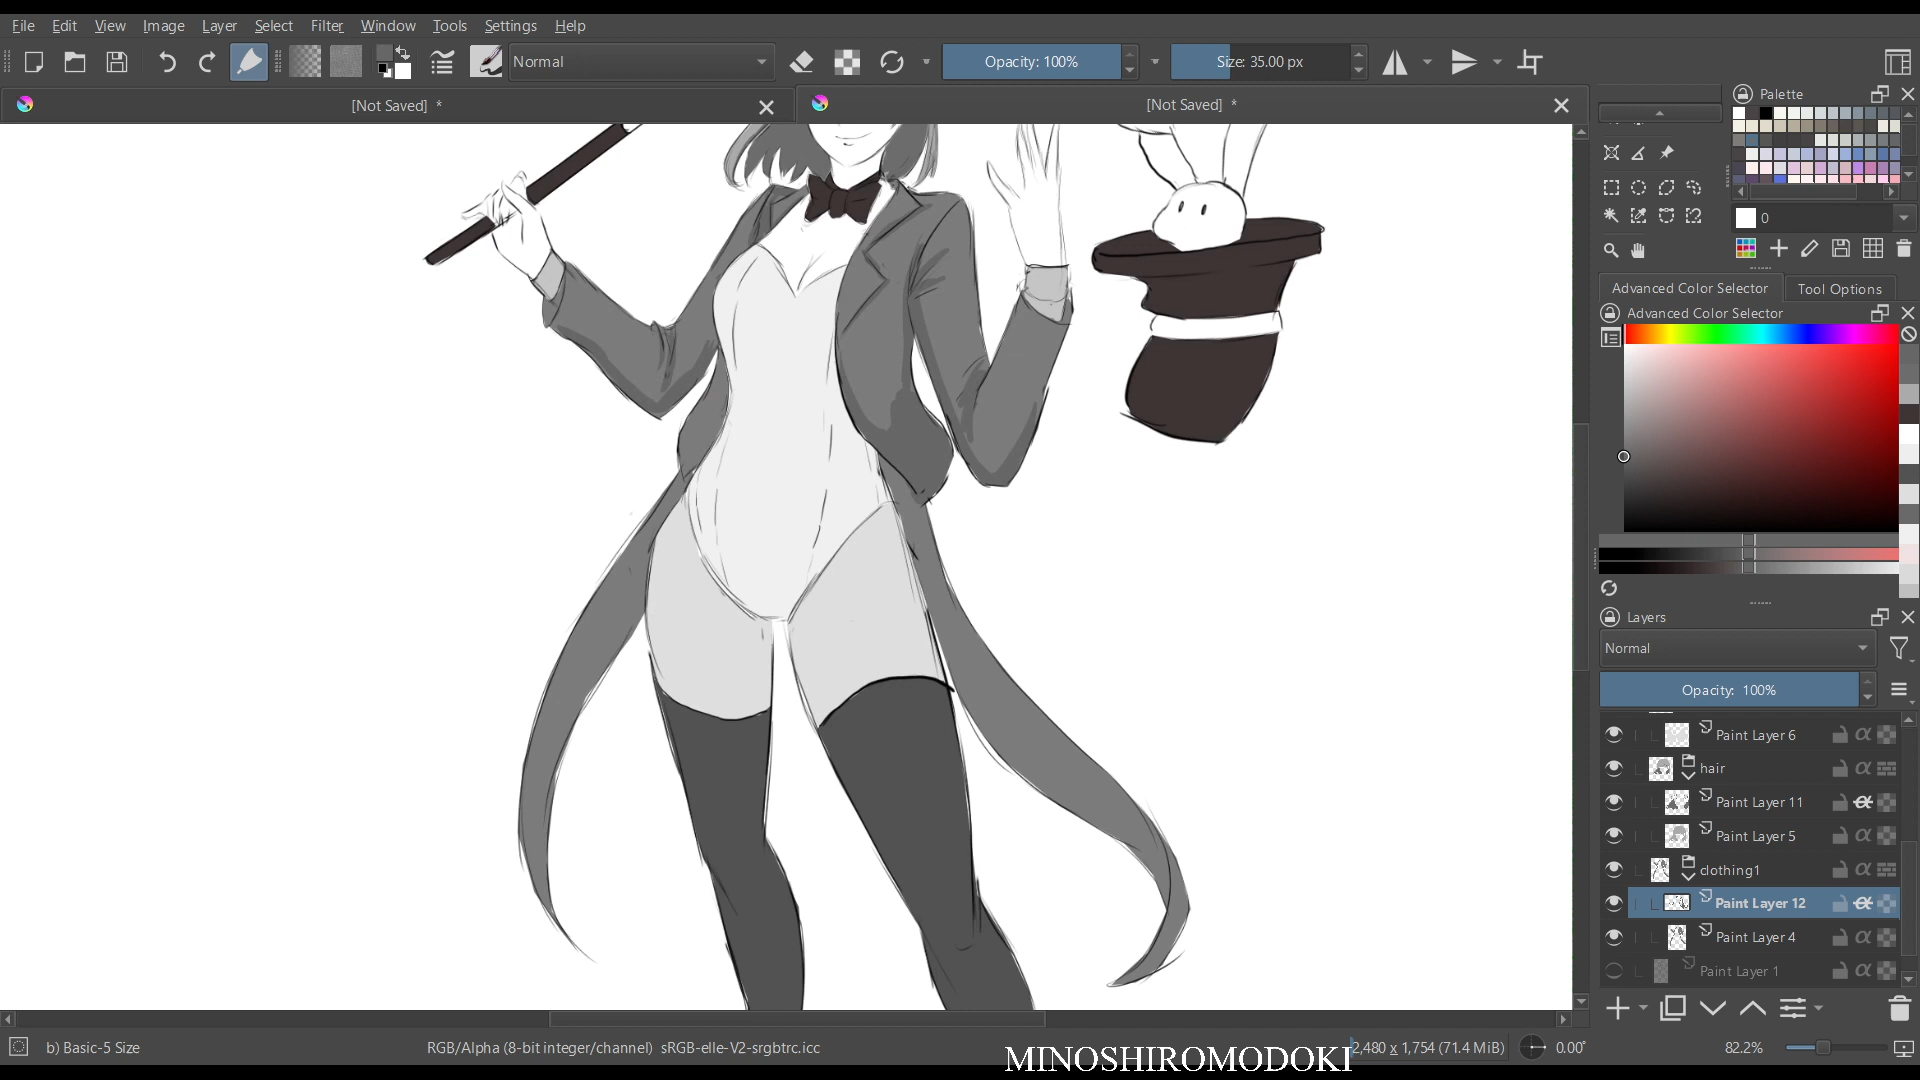 File Edit View Image Layer Select Filter Window Tools Settings Help
Normal Opacity: 100% Size: 35.00 px
[Not Saved] * [Not Saved] *
Palette
0
Advanced Color Selector Tool Options
Advanced Color Selector
Layers
Normal
Opacity: 100%
Paint Layer 6
hair
Paint Layer 11
Paint Layer 5
clothing1
Paint Layer 12
Paint Layer 4
Paint Layer 1
b) Basic-5 Size RGB/Alpha (8-bit integer/channel) sRGB-elle-V2-srgbtrc.icc 2,480 x 1,754 (71.4 MiB) 0.00° 82.2%
MINOSHIROMODOKI